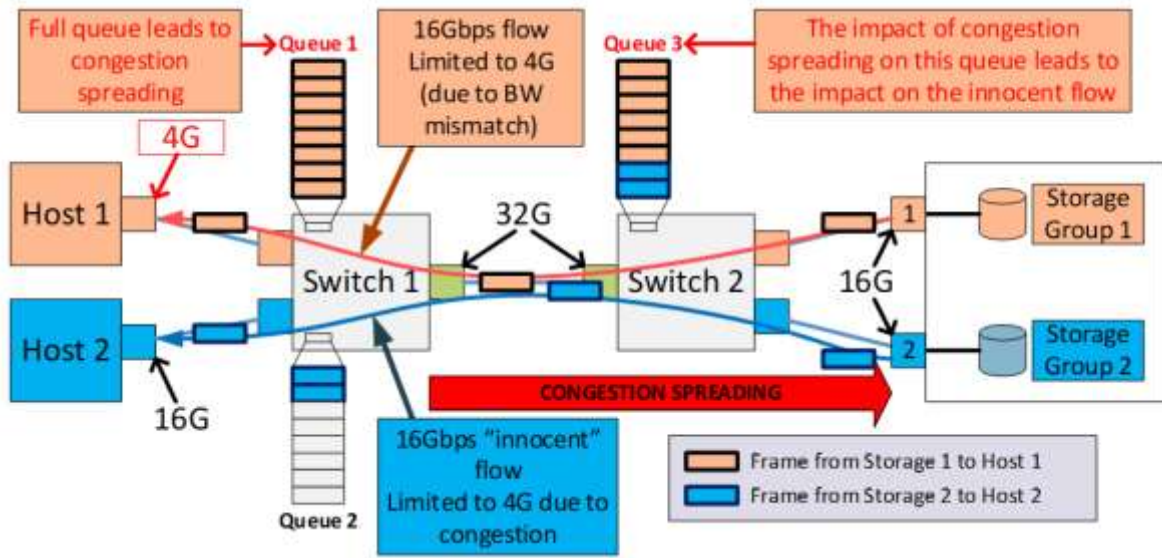 Full queue leads to
congestion
spreading
Queue 1
16Gbps flow
Limited to 4G
(due to BW
mismatch)
Queue 3
The impact of congestion
spreading on this queue leads to
the impact on the innocent flow
4G
Host 1
32G
Switch 1
Switch 2
1
Storage
Group 1
16G
Host 2
2
Storage
Group 2
16G
CONGESTION SPREADING
16Gbps "innocent"
flow
Limited to 4G due to
congestion
Queue 2
Frame from Storage 1 to Host 1
Frame from Storage 2 to Host 2